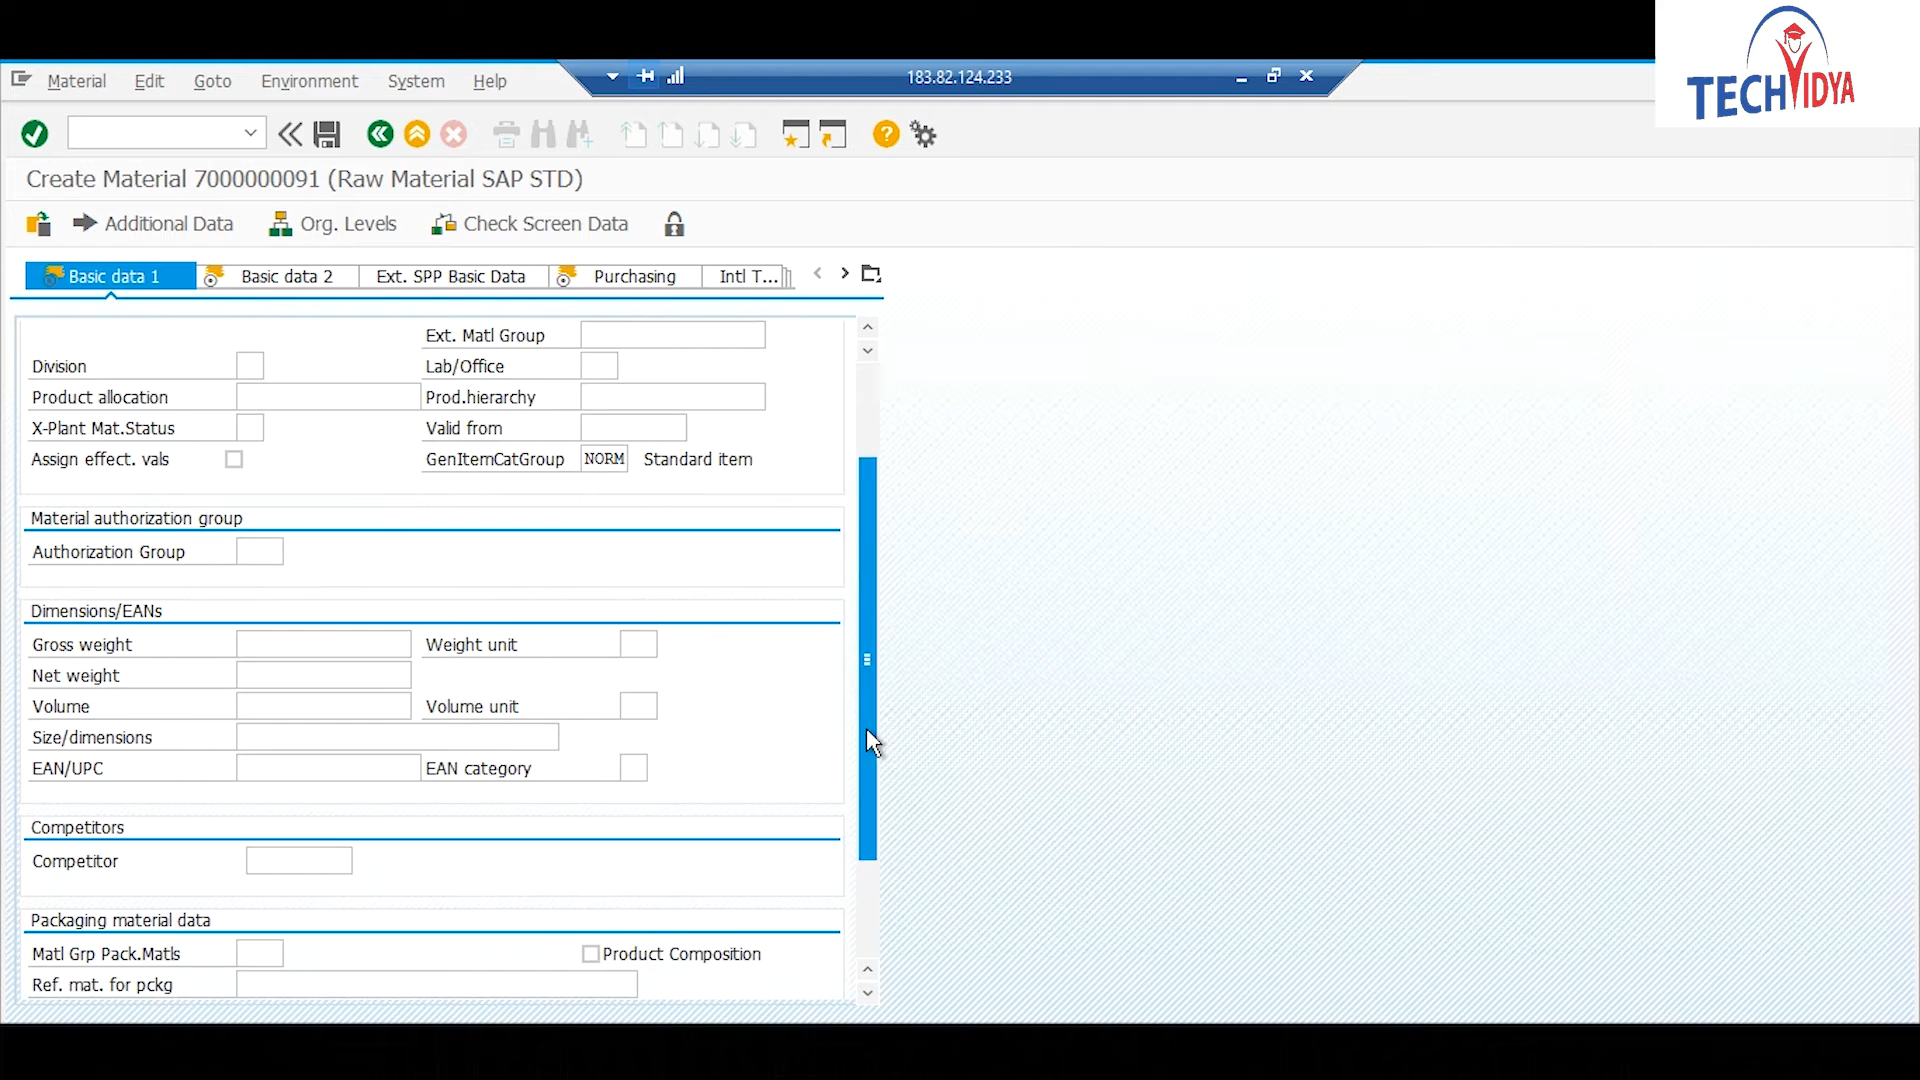 TECHVIDYA
Material Edit Goto Environment System Help
183.82.124.233
Create Material 7000000091 (Raw Material SAP STD)
Additional Data Org. Levels Check Screen Data
Basic data 1 Basic data 2 Ext. SPP Basic Data Purchasing Intl T...
Ext. Matl Group
Division Lab/Office
Product allocation Prod.hierarchy
X-Plant Mat.Status Valid from
Assign effect. vals GenItemCatGroup NORM Standard item
Material authorization group
Authorization Group
Dimensions/EANs
Gross weight Weight unit
Net weight
Volume Volume unit
Size/dimensions
EAN/UPC EAN category
Competitors
Competitor
Packaging material data
Matl Grp Pack.Matls Product Composition
Ref. mat. for pckg